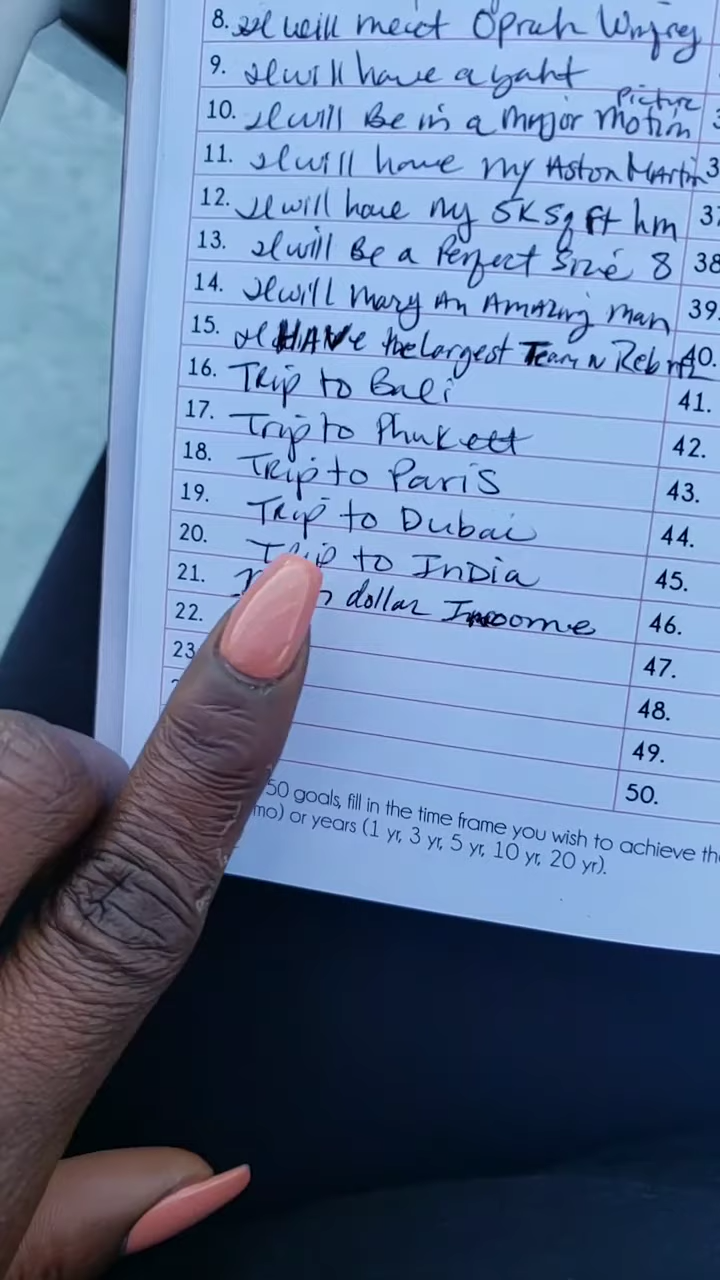 8. I will meet Oprah Winfrey
9. I will have a yaht
10. I will Be in a major Motion Picture
11. I will have my Aston Martin
12. I will have my 5K Sq Ft hm
13. I will Be a Perfect Size 8 38
14. I will Mary An Amazing man 39.
15. I HAVE the largest Team n 40.
16. Trip to Bali 41.
17. Trip to Phukett 42.
18. Trip to Paris 43.
19. Trip to Dubai 44.
20. Trip to India 45.
21. dollar Income 46.
22. 47.
23 48.
49.
50.
50 goals, fill in the time frame you wish to achieve
mo) or years (1 yr, 3 yr, 5 yr, 10 yr, 20 yr).